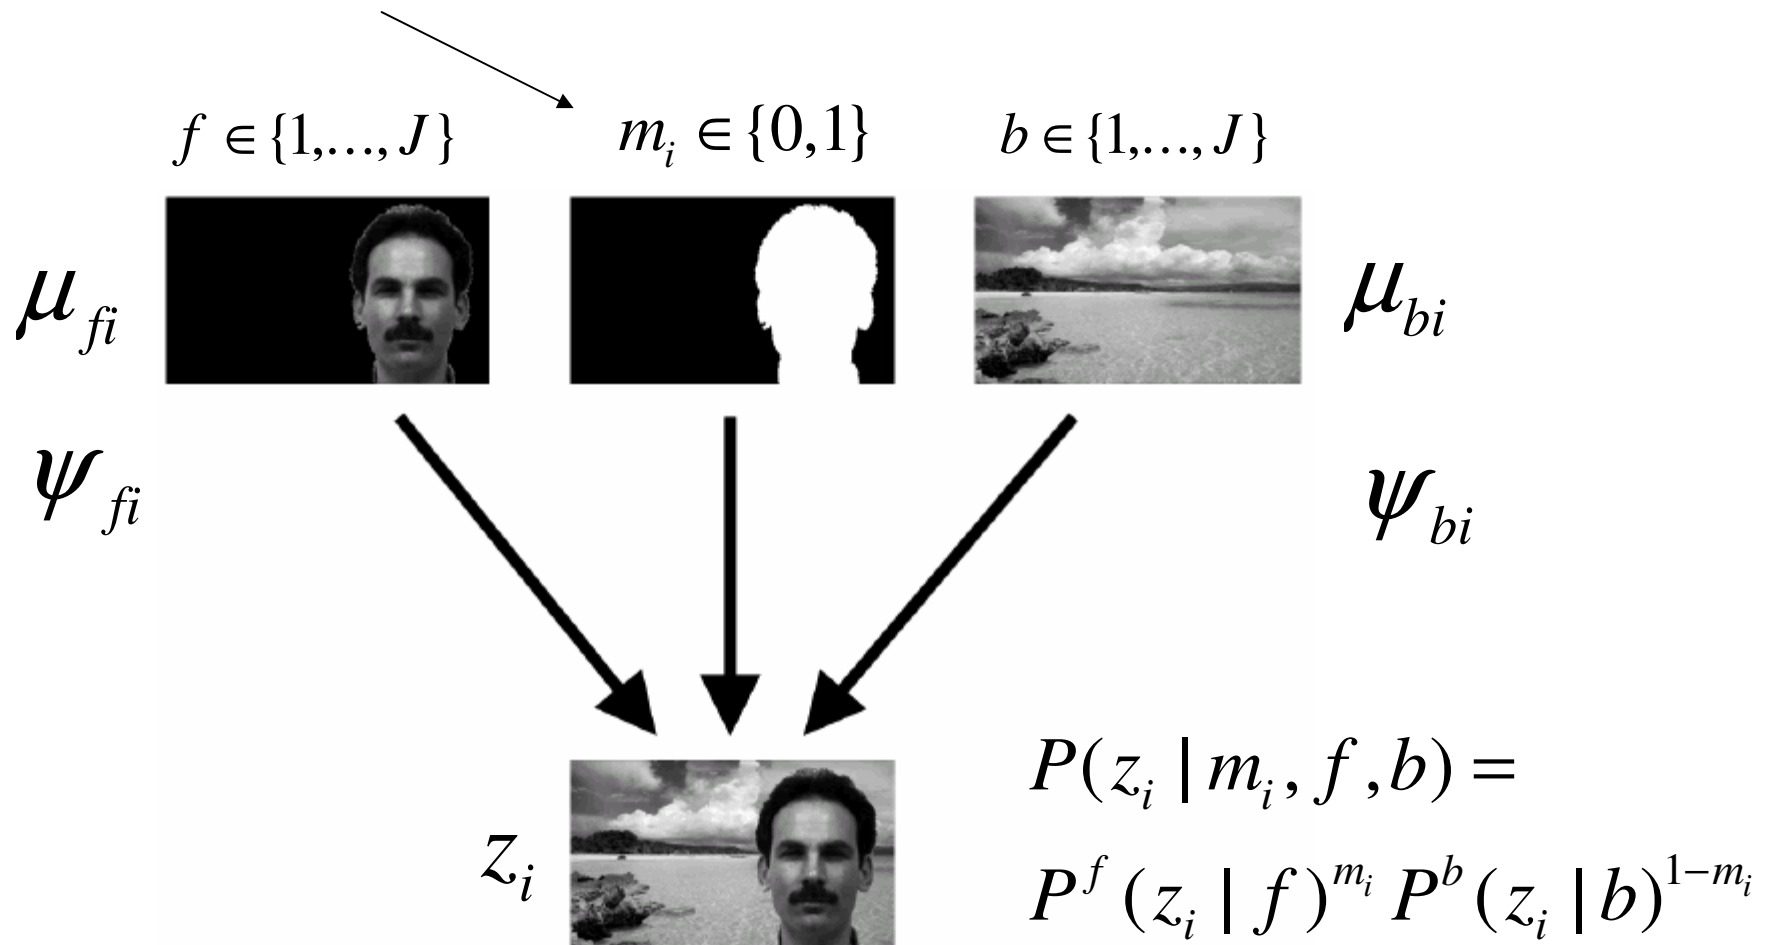 f ∈ {1,…, J} m_i ∈ {0,1} b ∈ {1,…, J}
μ_fi μ_bi
ψ_fi ψ_bi
P(z_i | m_i, f, b) =
z_i P^f (z_i | f)^{m_i} P^b (z_i | b)^{1−m_i}